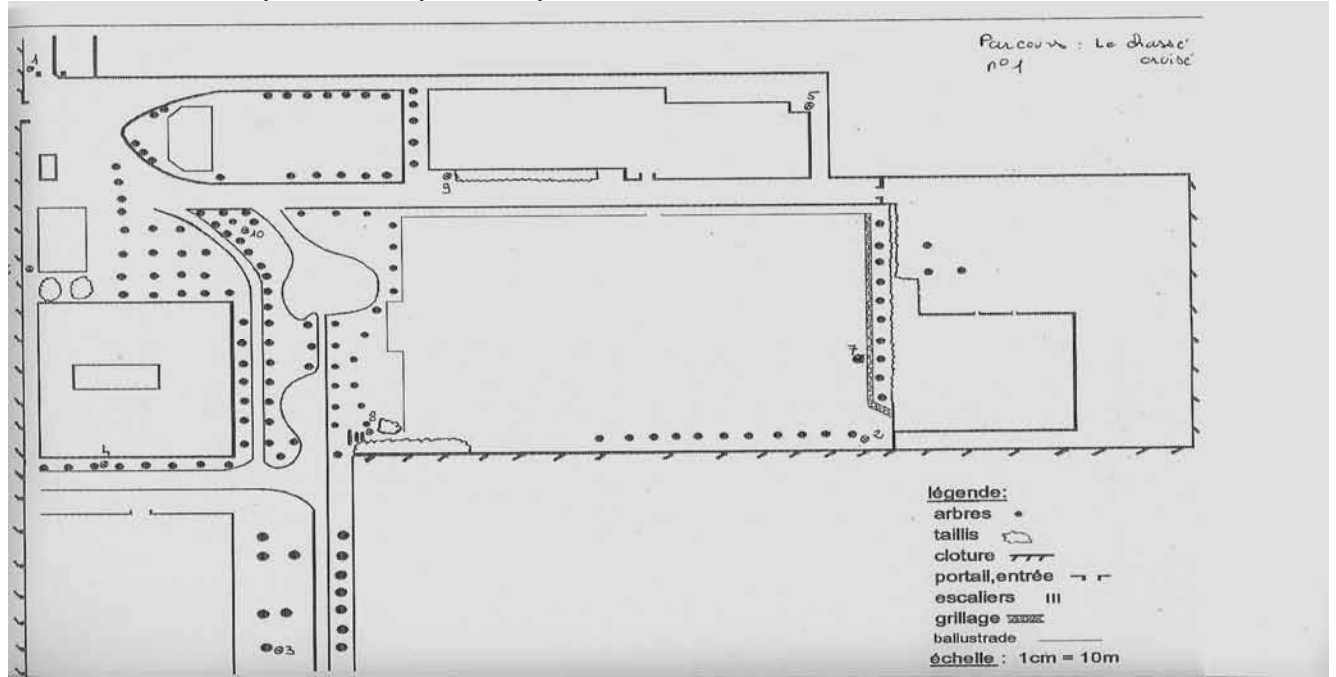 Parcours : Le chassé
n°1 croisé
1
5
9
10
7
8
2
4
3
légende:
arbres
taillis
cloture
portail,entrée
escaliers
grillage
ballustrade
échelle : 1cm = 10m